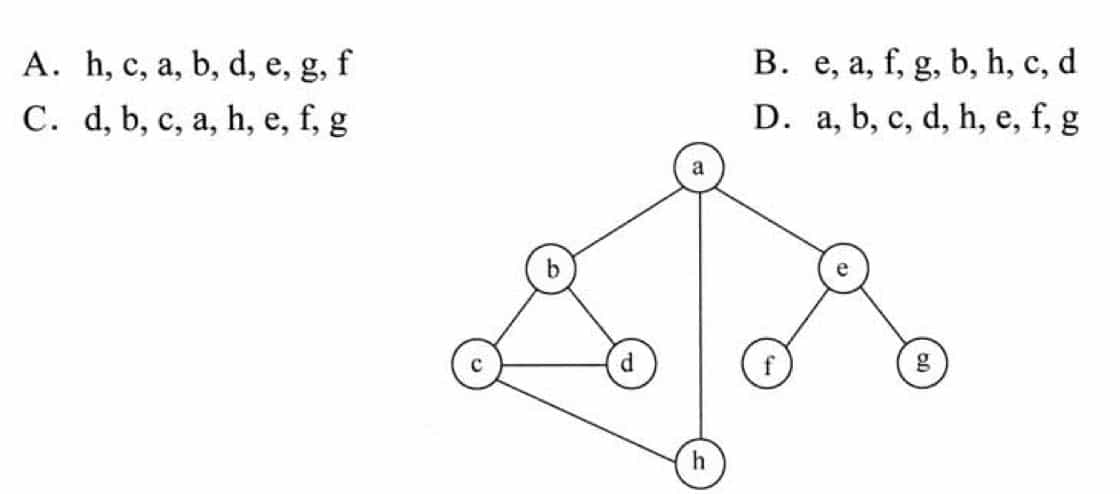 A. h, c, a, b, d, e, g, f
B. e, a, f, g, b, h, c, d
C. d, b, c, a, h, e, f, g
D. a, b, c, d, h, e, f, g
a
b
e
c
d
f
g
h